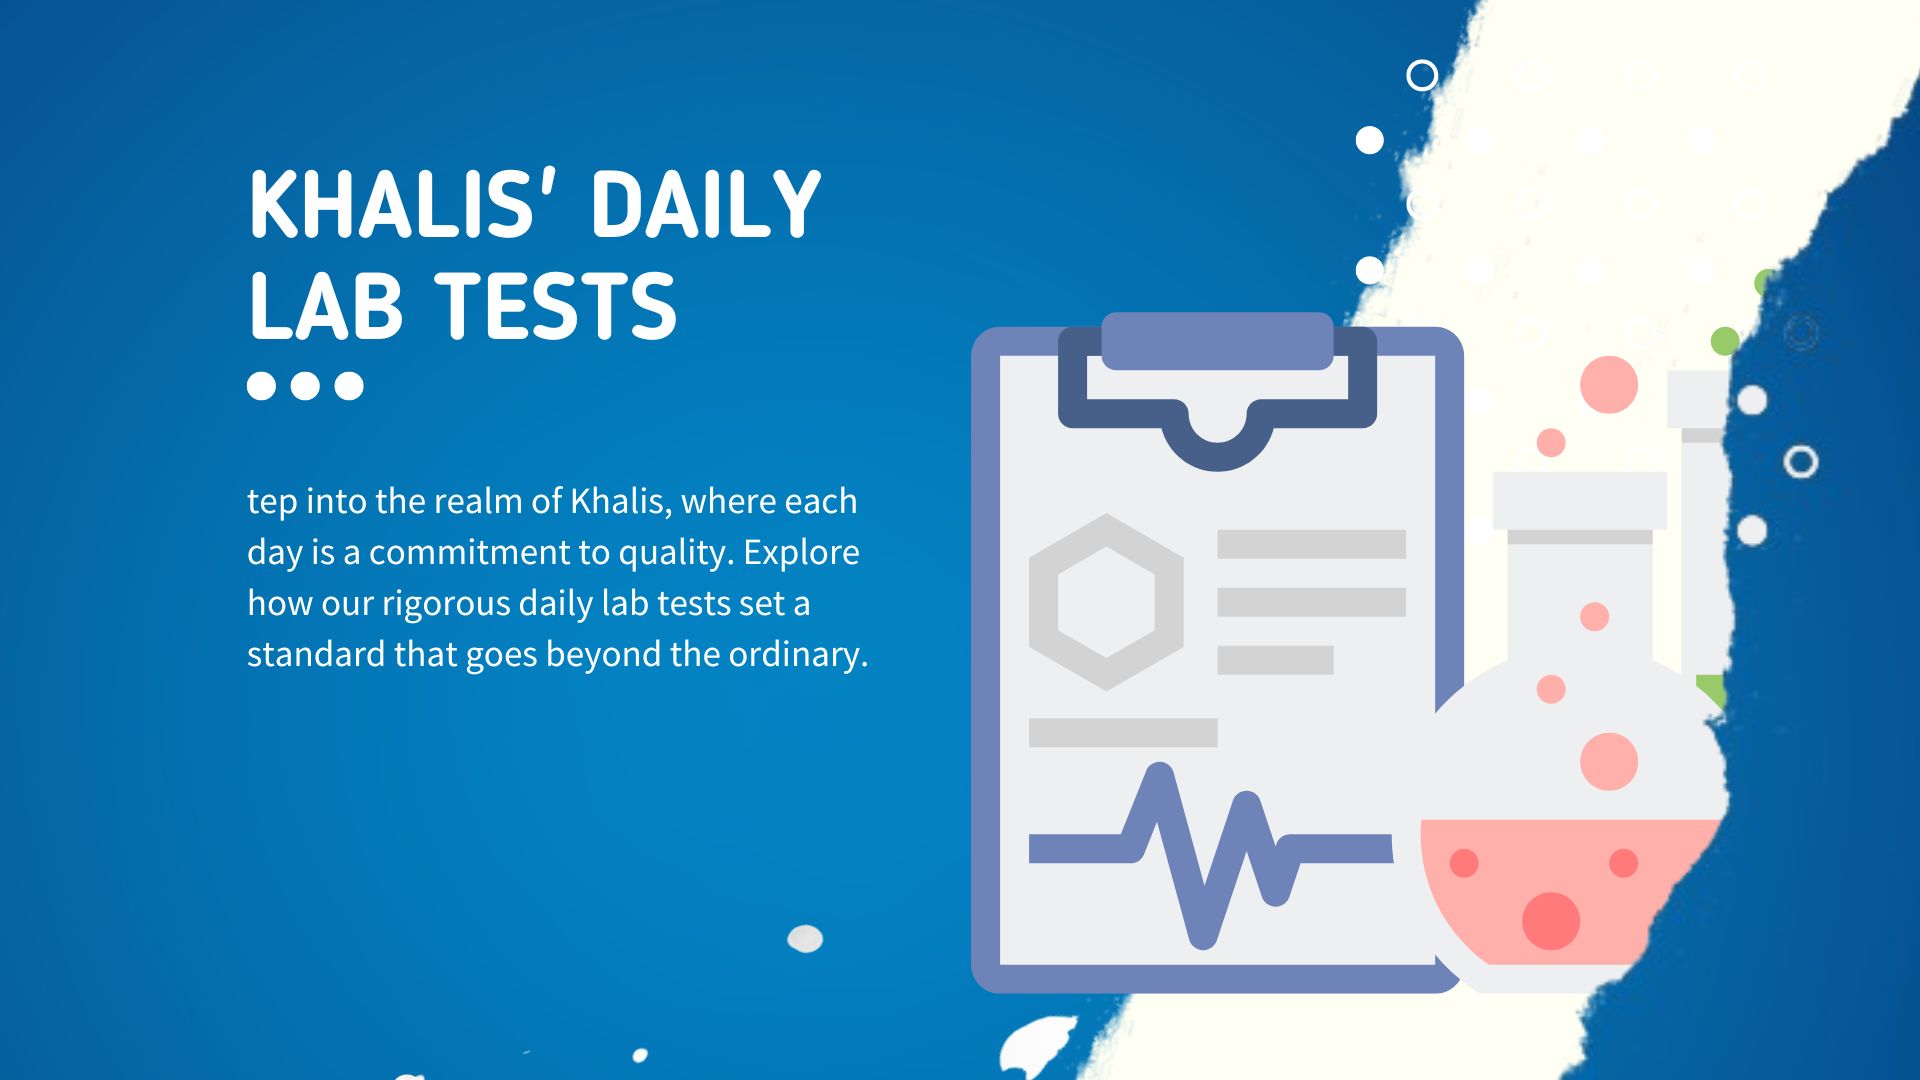 KHALIS' DAILY
LAB TESTS
tep into the realm of Khalis, where each
day is a commitment to quality. Explore
how our rigorous daily lab tests set a
standard that goes beyond the ordinary.